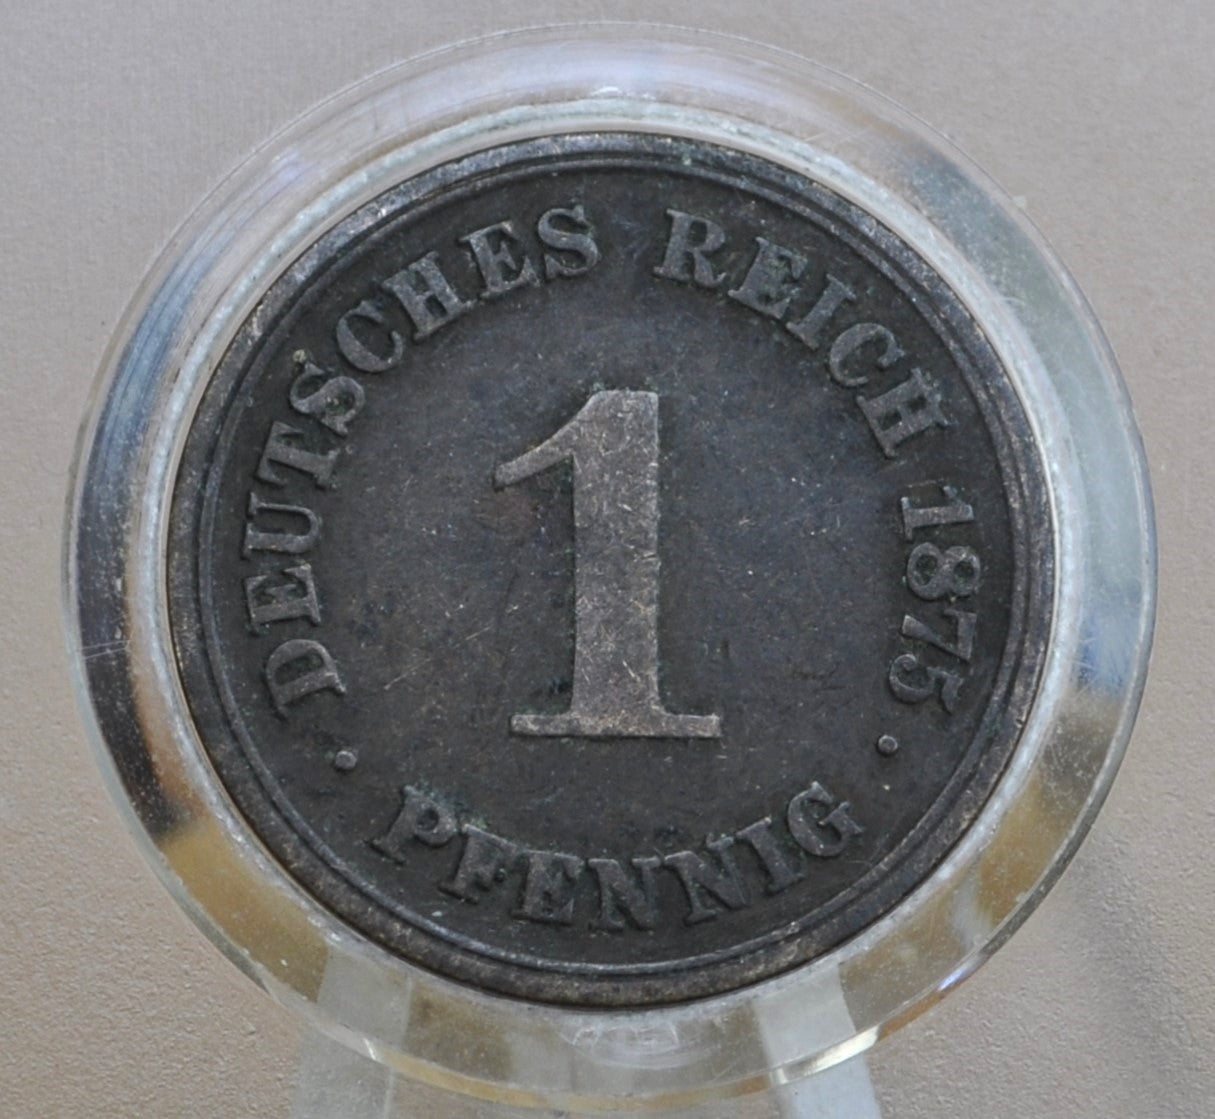 · DEUTSCHES REICH 1875 ·
1
PFENNIG